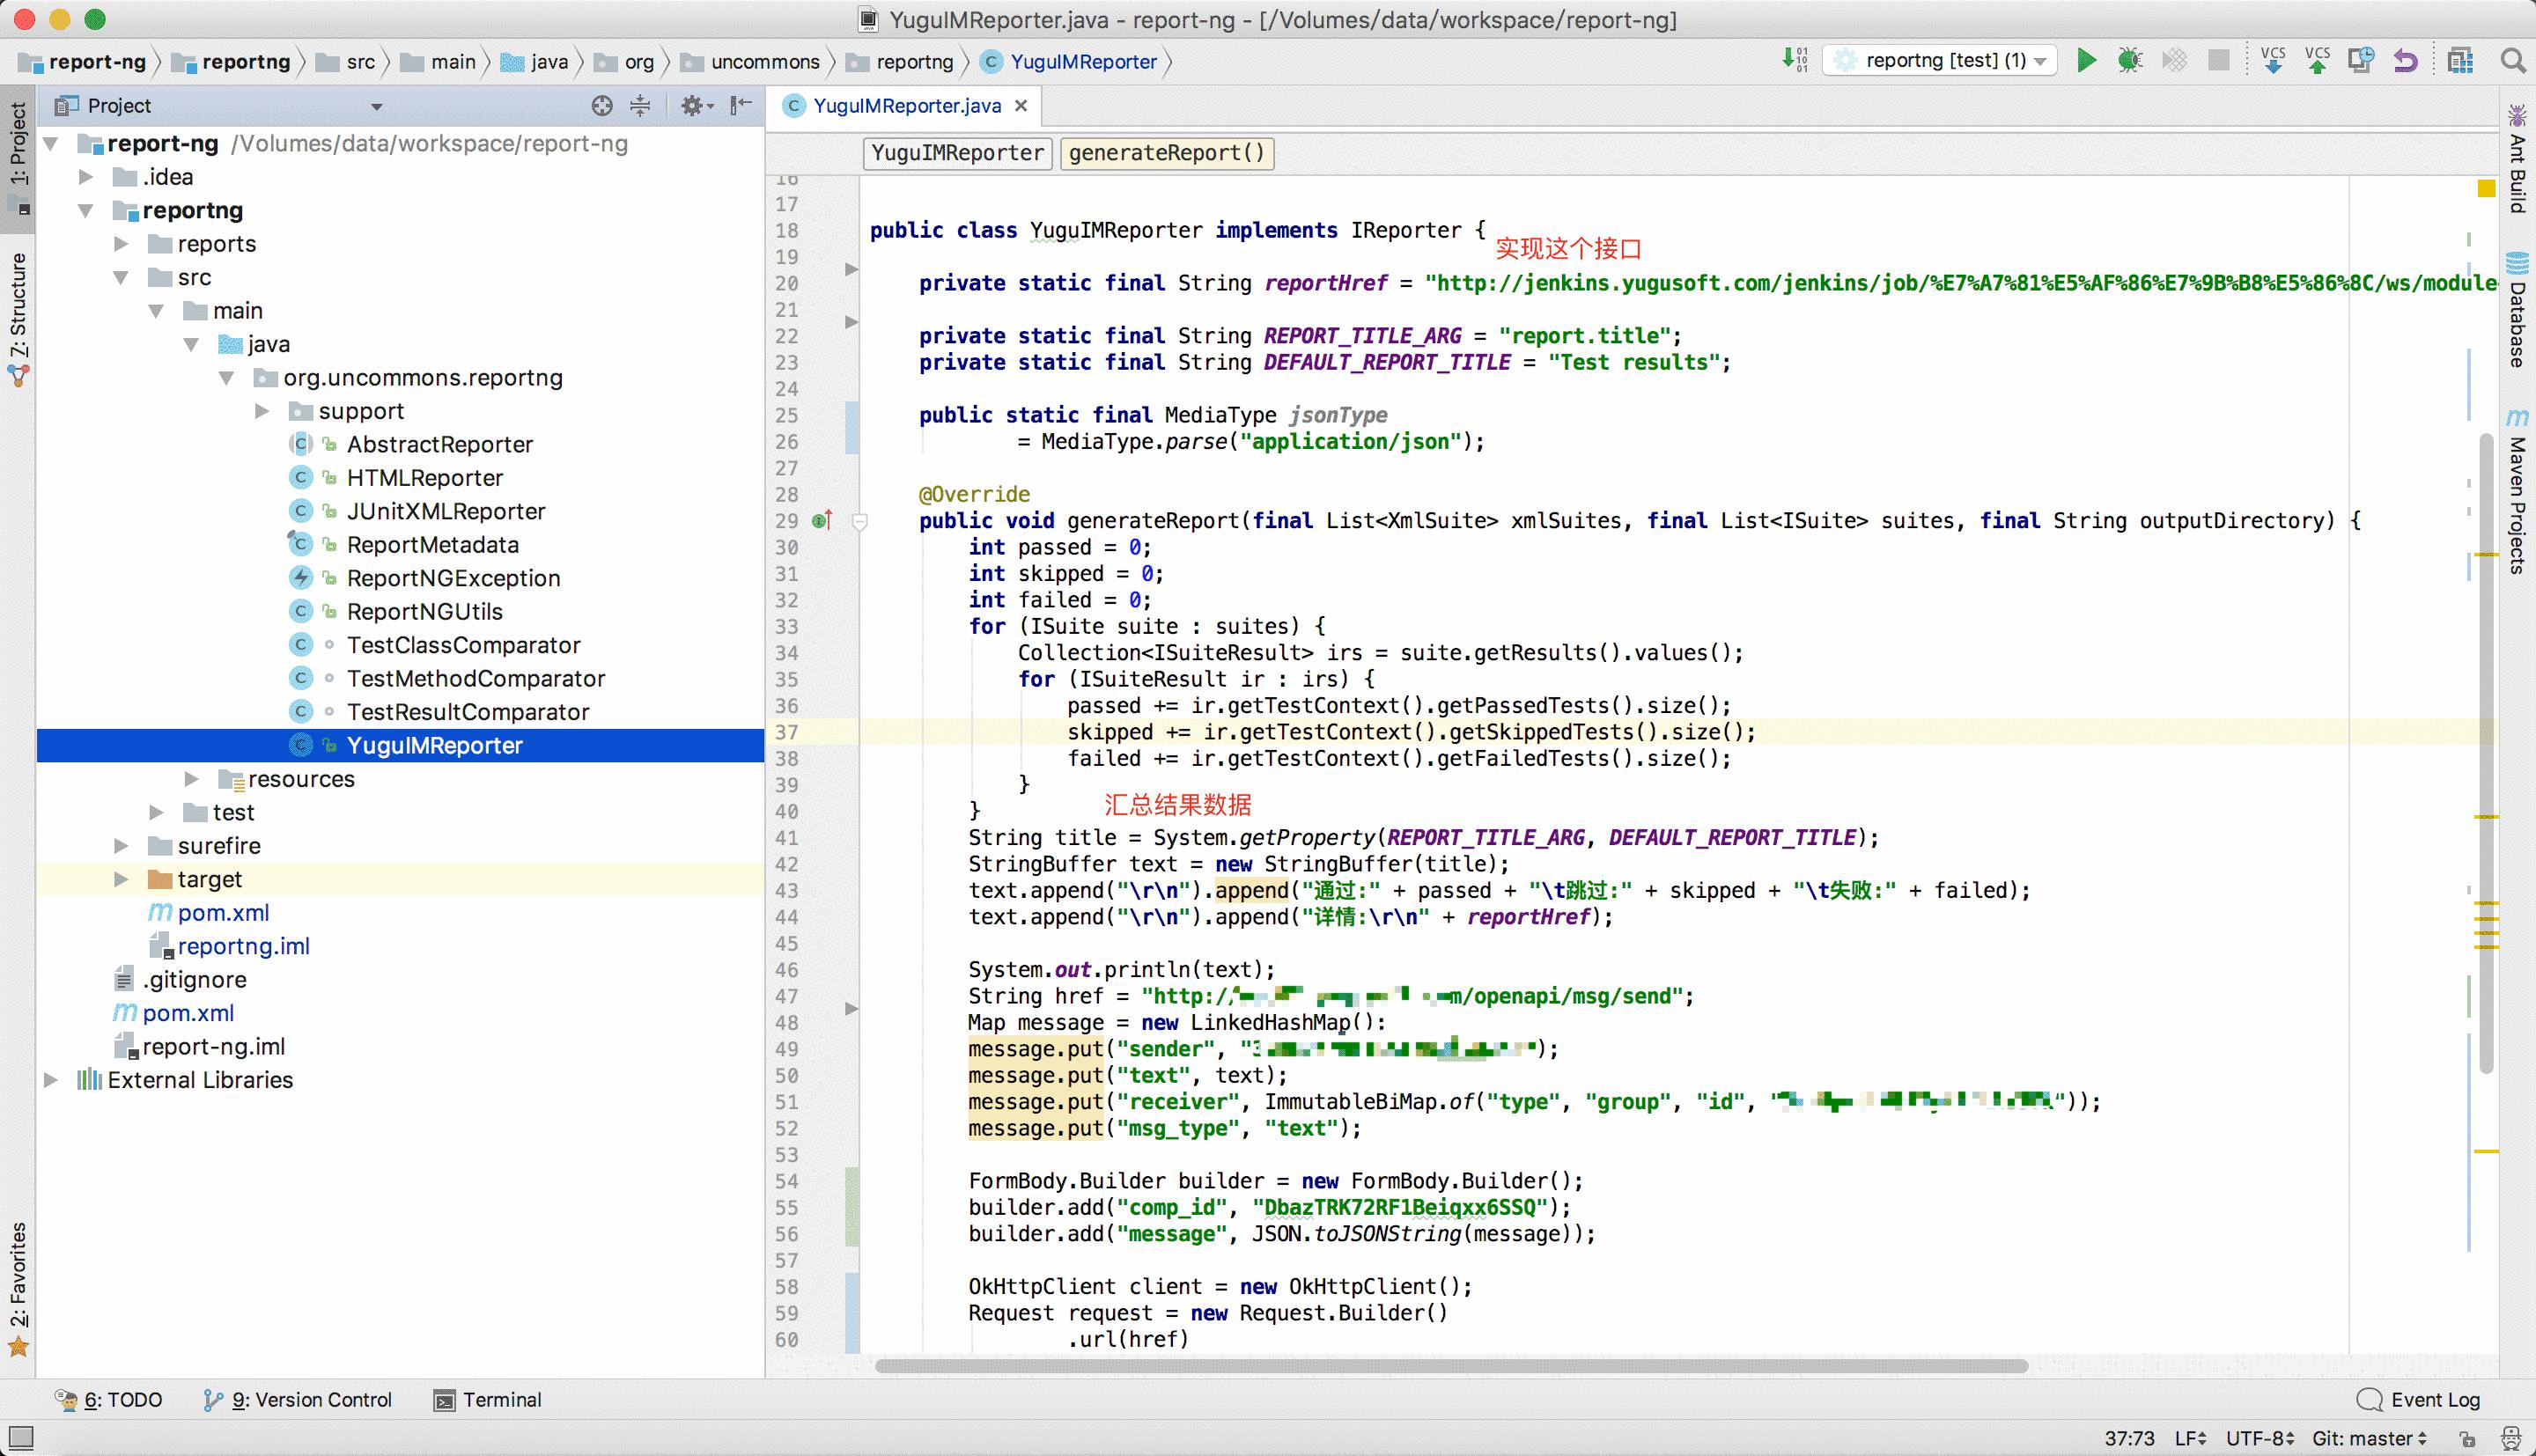 YuguIMReporter.java - report-ng - [/Volumes/data/workspace/report-ng]
report-ng reportng src main java org uncommons reportng YuguIMReporter
reportng [test] (1)
VCS VCS
1: Project
7: Structure
2: Favorites
Project
report-ng /Volumes/data/workspace/report-ng
.idea
reportng
reports
src
main
java
org.uncommons.reportng
support
AbstractReporter
HTMLReporter
JUnitXMLReporter
ReportMetadata
ReportNGException
ReportNGUtils
TestClassComparator
TestMethodComparator
TestResultComparator
YuguIMReporter
resources
test
surefire
target
pom.xml
reportng.iml
.gitignore
pom.xml
report-ng.iml
External Libraries
YuguIMReporter.java
YuguIMReporter generateReport()
16
17
18 public class YuguIMReporter implements IReporter {
实现这个接口
19
20 private static final String reportHref = "http://jenkins.yugusoft.com/jenkins/job/%E7%A7%81%E5%AF%86%E7%9B%B8%E5%86%8C/ws/module
21
22 private static final String REPORT_TITLE_ARG = "report.title";
23 private static final String DEFAULT_REPORT_TITLE = "Test results";
24
25 public static final MediaType jsonType
26 = MediaType.parse("application/json");
27
28 @Override
29 public void generateReport(final List<XmlSuite> xmlSuites, final List<ISuite> suites, final String outputDirectory) {
30 int passed = 0;
31 int skipped = 0;
32 int failed = 0;
33 for (ISuite suite : suites) {
34 Collection<ISuiteResult> irs = suite.getResults().values();
35 for (ISuiteResult ir : irs) {
36 passed += ir.getTestContext().getPassedTests().size();
37 skipped += ir.getTestContext().getSkippedTests().size();
38 failed += ir.getTestContext().getFailedTests().size();
39 }
40 }
汇总结果数据
41 String title = System.getProperty(REPORT_TITLE_ARG, DEFAULT_REPORT_TITLE);
42 StringBuffer text = new StringBuffer(title);
43 text.append("\r\n").append("通过:" + passed + "\t跳过:" + skipped + "\t失败:" + failed);
44 text.append("\r\n").append("详情:\r\n" + reportHref);
45
46 System.out.println(text);
47 String href = "http:// m/openapi/msg/send";
48 Map message = new LinkedHashMap():
49 message.put("sender", "3 ");
50 message.put("text", text);
51 message.put("receiver", ImmutableBiMap.of("type", "group", "id", " "));
52 message.put("msg_type", "text");
53
54 FormBody.Builder builder = new FormBody.Builder();
55 builder.add("comp_id", "DbazTRK72RF1Beiqxx6SSQ");
56 builder.add("message", JSON.toJSONString(message));
57
58 OkHttpClient client = new OkHttpClient();
59 Request request = new Request.Builder()
60 .url(href)
Ant Build
Database
Maven Projects
6: TODO 9: Version Control Terminal Event Log
37:73 LF UTF-8 Git: master